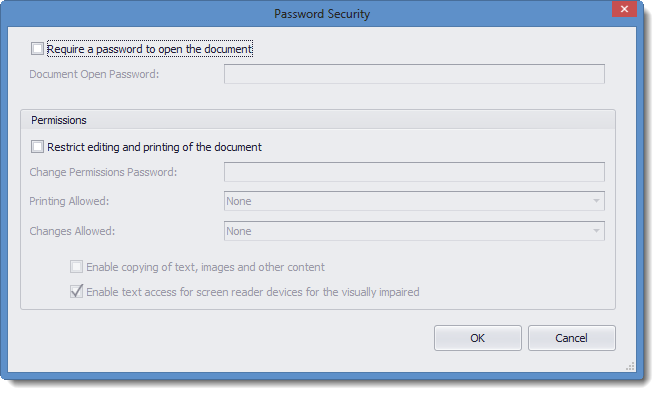 Password Security
Require a password to open the document
Document Open Password:
Permissions
Restrict editing and printing of the document
Change Permissions Password:
Printing Allowed: None
Changes Allowed: None
Enable copying of text, images and other content
Enable text access for screen reader devices for the visually impaired
OK Cancel